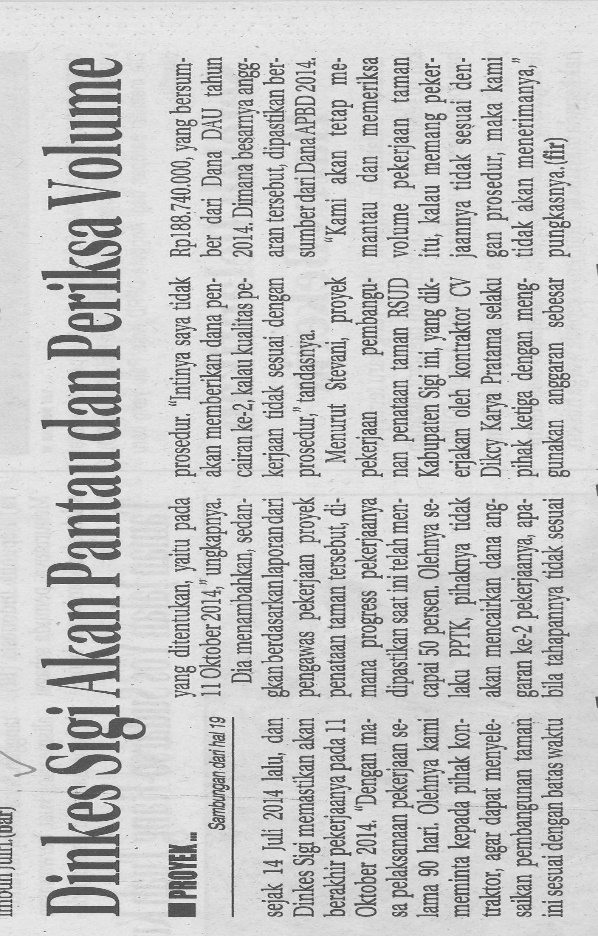 imbun juri.(bar)
Dinkes Sigi Akan Pantau dan Periksa Volume
PROYEK...
Sambungan dari hal 19
sejak 14 Juli 2014 lalu, dan
Dinkes Sigi memastikan akan
berakhir pekerjaanya pada 11
Oktober 2014. "Dengan ma-
sa pelaksanaan pekerjaan se-
lama 90 hari. Olehnya kami
meminta kepada pihak kon-
traktor, agar dapat menyele-
saikan pembangunan taman
ini sesuai dengan batas waktu
yang ditentukan, yaitu pada
11 Oktober 2014," ungkapnya.
Dia menambahkan, sedan-
gkan berdasarkan laporan dari
pengawas pekerjaan proyek
penataan taman tersebut, di-
mana progress pekerjaanya
dipastikan saat ini telah men-
capai 50 persen. Olehnya se-
laku PPTK, pihaknya tidak
akan mencairkan dana ang-
garan ke-2 pekerjaanya, apa-
bila tahapannya tidak sesuai
prosedur. "Intinya saya tidak
akan memberikan dana pen-
cairan ke-2, kalau kualitas pe-
kerjaan tidak sesuai dengan
prosedur," tandasnya.
Menurut Stevani, proyek
pekerjaan pembangu-
nan penataan taman RSUD
Kabupaten Sigi ini, yang dik-
erjakan oleh kontraktor CV
Dikcy Karya Pratama selaku
pihak ketiga dengan meng-
gunakan anggaran sebesar
Rp188.740.000, yang bersum-
ber dari Dana DAU tahun
2014. Dimana besarnya angg-
aran tersebut, dipastikan ber-
sumber dari Dana APBD 2014.
"Kami akan tetap me-
mantau dan memeriksa
volume pekerjaan taman
itu, kalau memang peker-
jaannya tidak sesuai den-
gan prosedur, maka kami
tidak akan menerimanya,"
pungkasnya.(fir)